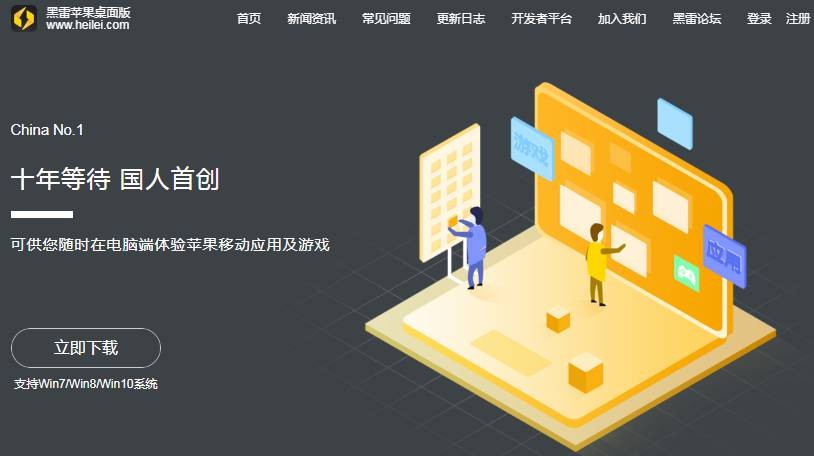 黑雷苹果桌面版
www.heilei.com
首页 新闻资讯 常见问题 更新日志 开发者平台 加入我们 黑雷论坛 登录 注册
China No.1
十年等待 国人首创
可供您随时在电脑端体验苹果移动应用及游戏
立即下载
支持Win7/Win8/Win10系统
游戏
应用